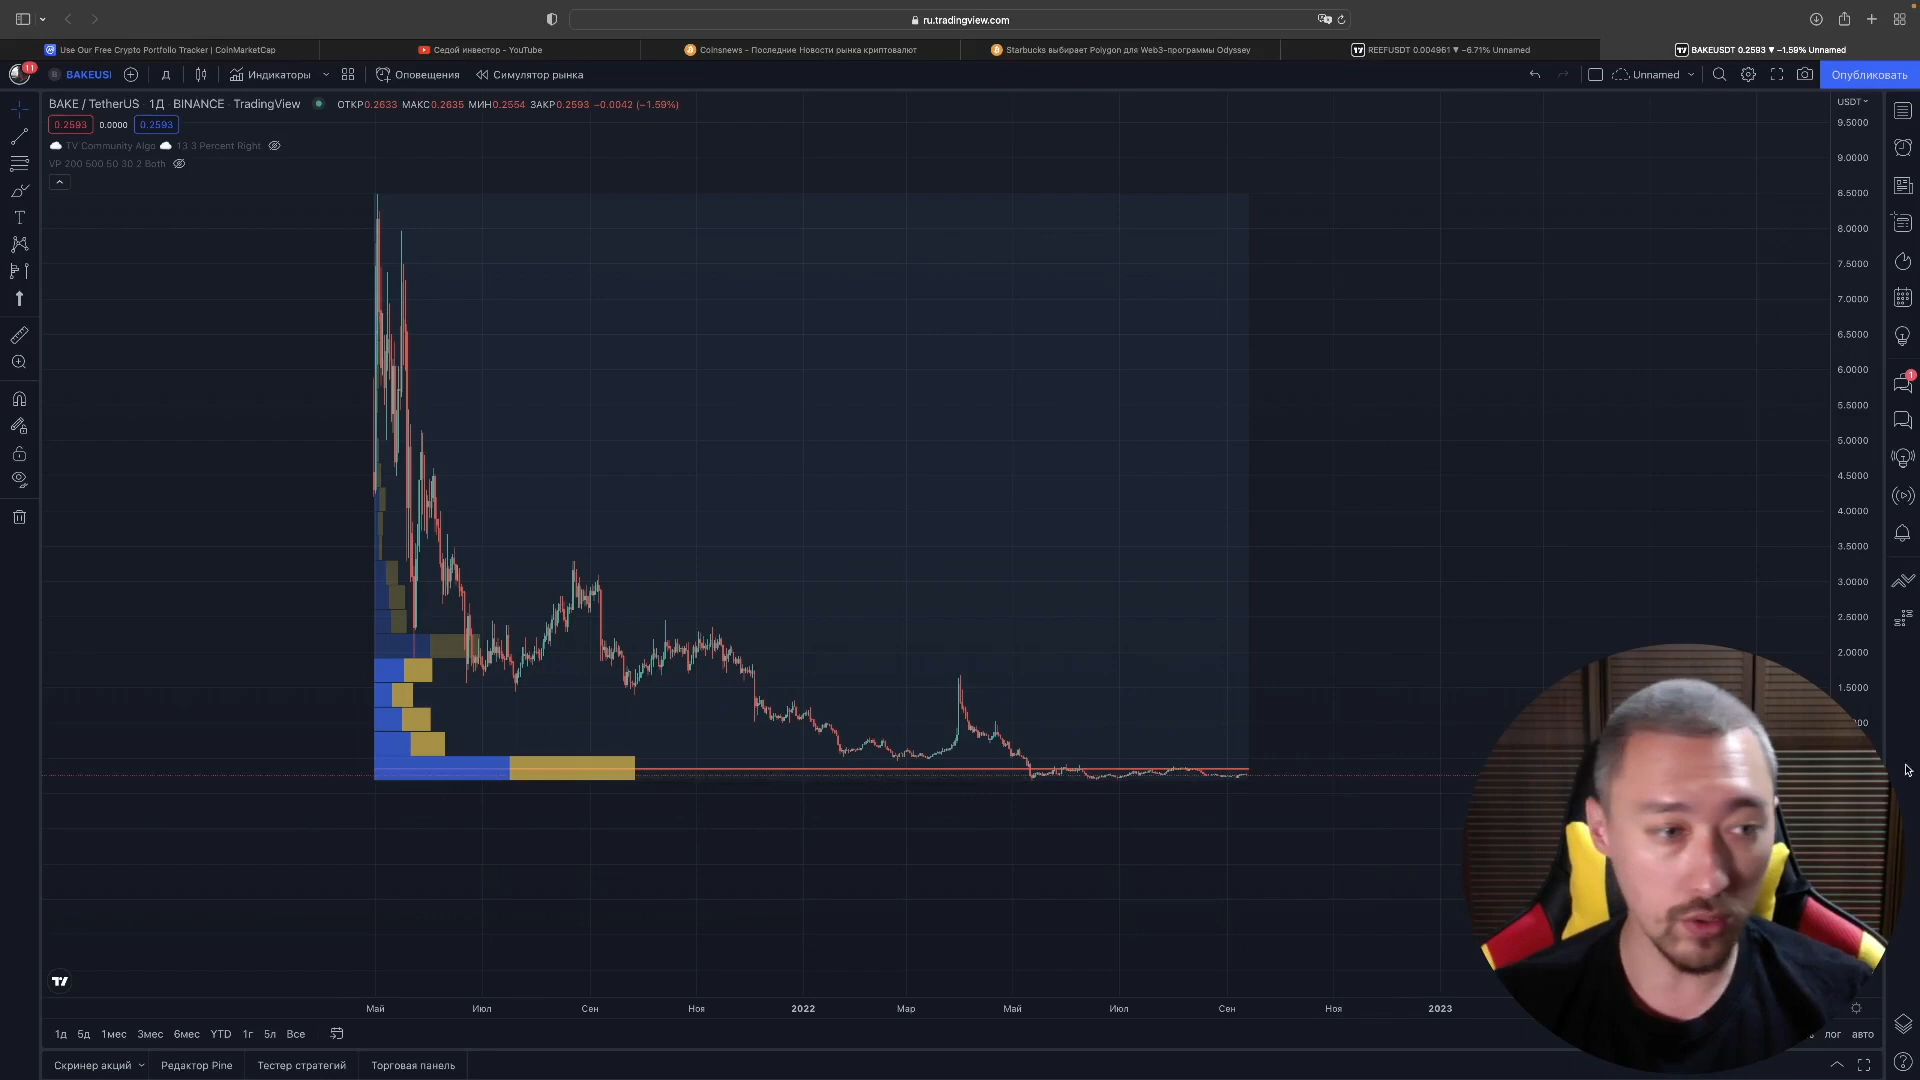 ru.tradingview.com
Use Our Free Crypto Portfolio Tracker | CoinMarketCap
Седой инвестор - YouTube
Coinsnews - Последние Новости рынка криптовалют
Starbucks выбирает Polygon для Web3-программы Odyssey
REEFUSDT 0.004961 ▼ −6.71% Unnamed
BAKEUSDT 0.2593 ▼ −1.59% Unnamed
11
BAKEUSI
Д
Индикаторы
Оповещения
Симулятор рынка
Unnamed
Опубликовать
BAKE / TetherUS · 1Д · BINANCE · TradingView
ОТКР0.2633 МАКС0.2635 МИН0.2554 ЗАКР0.2593 −0.0042 (−1.59%)
USDT
0.2593
0.0000
0.2593
TV Community Algo
13 3 Percent Right
VP 200 500 50 30 2 Both
9.5000
9.0000
8.5000
8.0000
7.5000
7.0000
6.5000
6.0000
5.5000
5.0000
4.5000
4.0000
3.5000
3.0000
2.5000
2.0000
1.5000
1
Май
Июл
Сен
Ноя
2022
Мар
Май
Июл
Сен
Ноя
2023
1д
5д
1мес
3мес
6мес
YTD
1г
5л
Все
лог
авто
Скринер акций
Редактор Pine
Тестер стратегий
Торговая панель